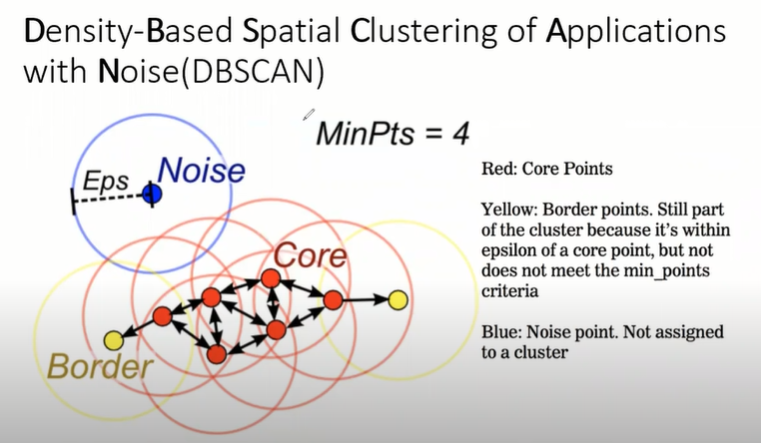 Density-Based Spatial Clustering of Applications
with Noise(DBSCAN)
MinPts = 4
Eps
Noise
Core
Border
Red: Core Points
Yellow: Border points. Still part
of the cluster because it's within
epsilon of a core point, but not
does not meet the min_points
criteria
Blue: Noise point. Not assigned
to a cluster